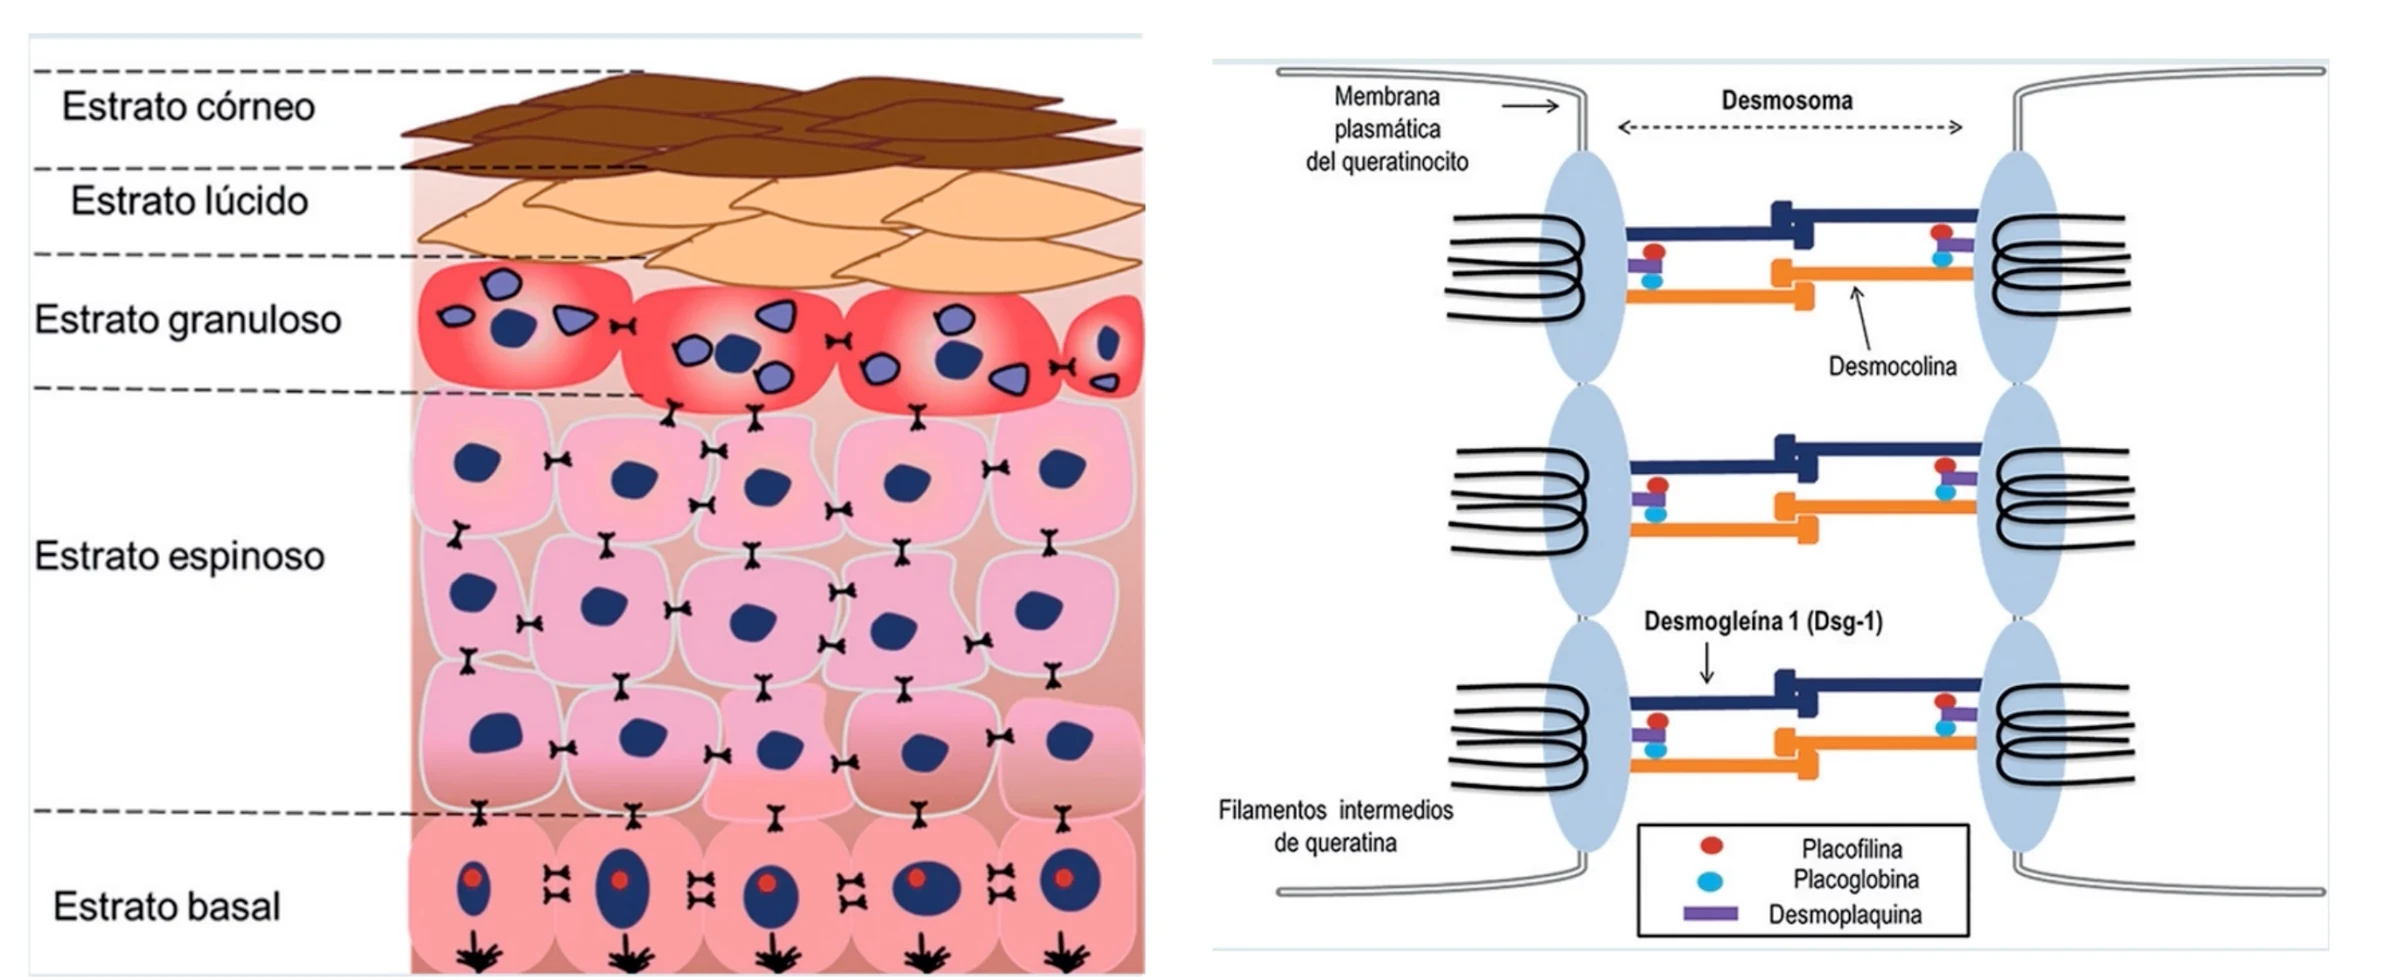 Estrato córneo
Estrato lúcido
Estrato granuloso
Estrato espinoso
Estrato basal
Membrana
plasmática
del queratinocito
Desmosoma
Desmocolina
Desmogleína 1 (Dsg-1)
Filamentos intermedios
de queratina
Placofilina
Placoglobina
Desmoplaquina